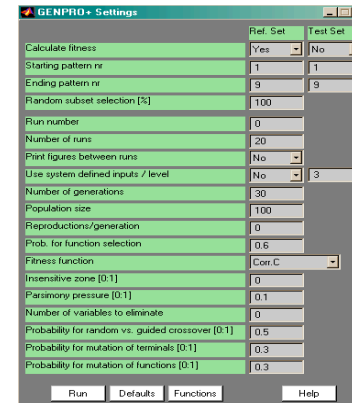 GENPRO+ Settings
Ref. Set Test Set
Calculate fitness Yes No
Starting pattern nr 1 1
Ending pattern nr 9 9
Random subset selection [%] 100
Run number 0
Number of runs 20
Print figures between runs No
Use system defined inputs / level No 3
Number of generations 30
Population size 100
Reproductions/generation 0
Prob. for function selection 0.6
Fitness function Corr.C
Insensitive zone [0:1] 0
Parsimony pressure [0:1] 0.1
Number of variables to eliminate 0
Probability for random vs. guided crossover [0:1] 0.5
Probability for mutation of terminals [0:1] 0.3
Probability for mutation of functions [0:1] 0.3
Run Defaults Functions Help